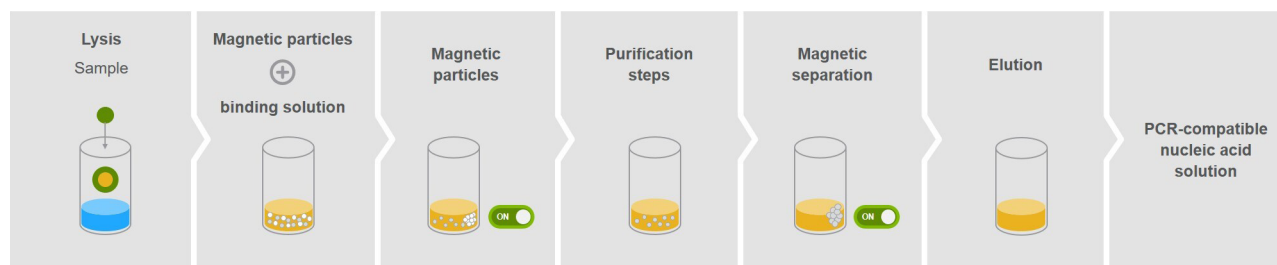 Lysis
Sample
Magnetic particles
binding solution
Magnetic
particles
ON
Purification
steps
Magnetic
separation
ON
Elution
PCR-compatible
nucleic acid
solution